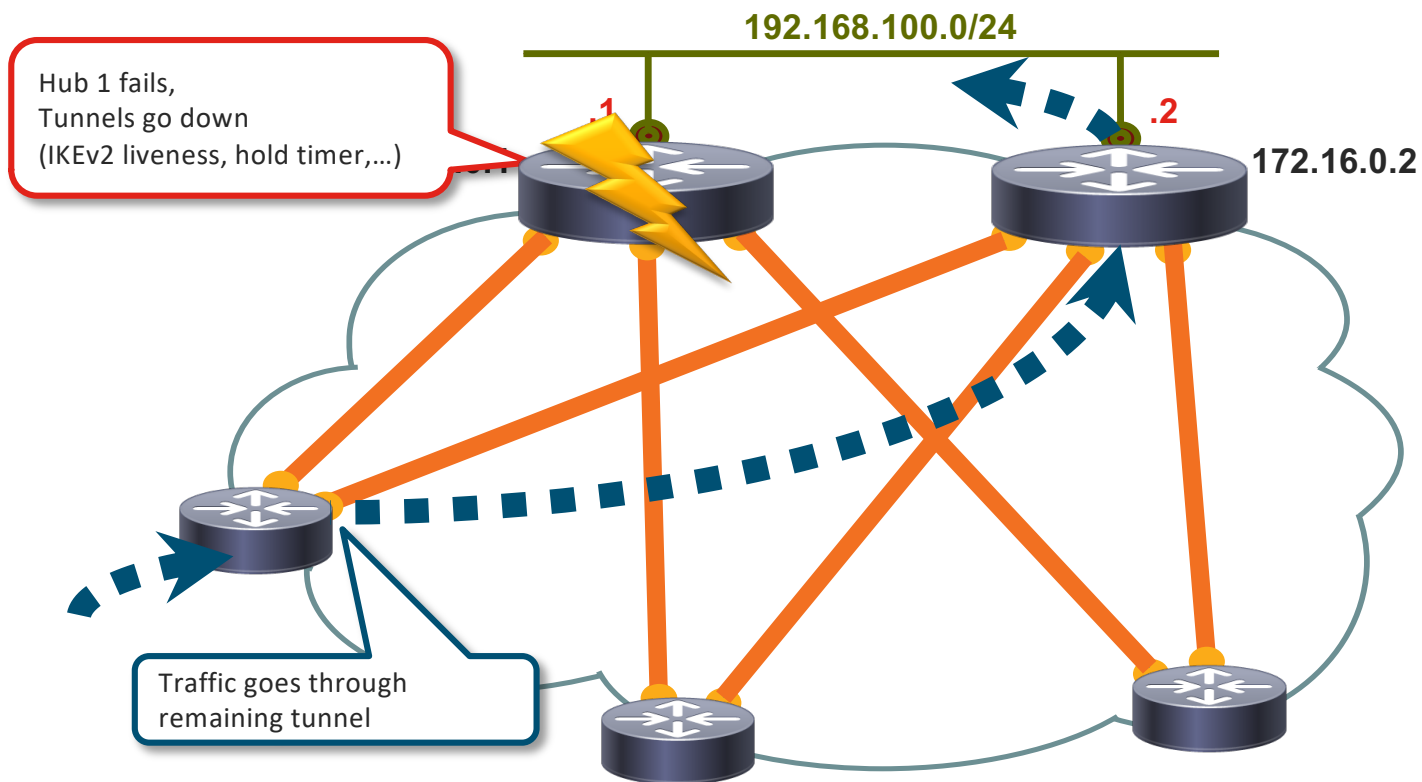 192.168.100.0/24
Hub 1 fails,
Tunnels go down
(IKEv2 liveness, hold timer,…)
.1
.2
172.16.0.2
Traffic goes through
remaining tunnel